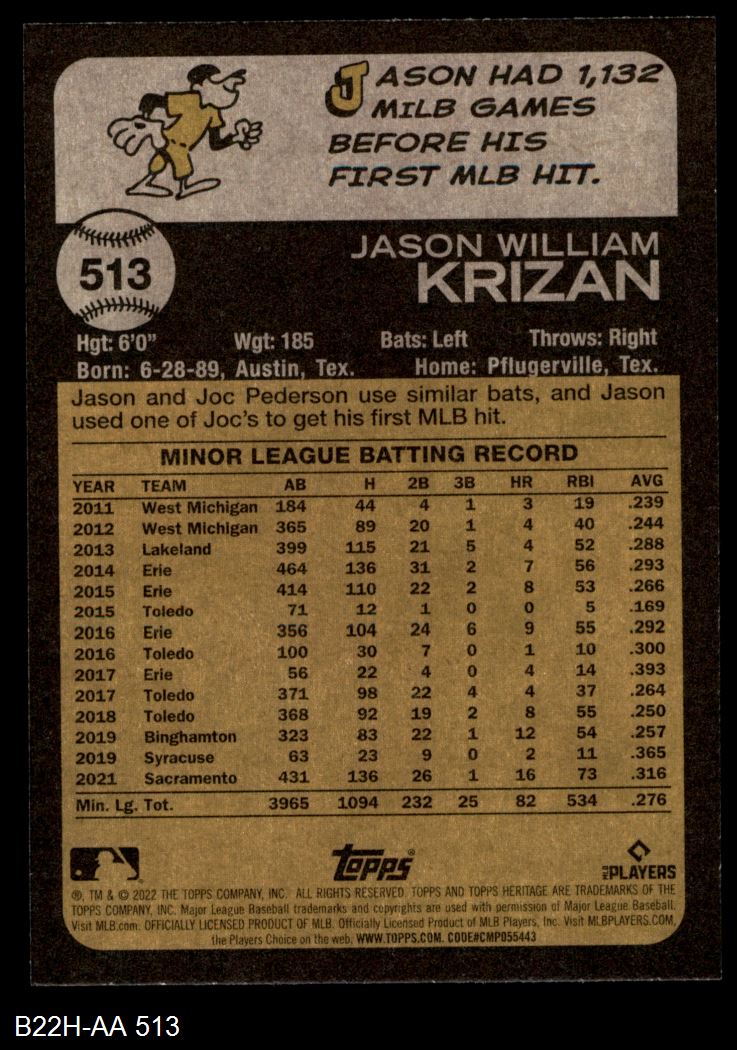 JASON HAD 1,132
MILB GAMES
BEFORE HIS
FIRST MLB HIT.
513
JASON WILLIAM
KRIZAN
Hgt: 6'0" Wgt: 185 Bats: Left Throws: Right
Born: 6-28-89, Austin, Tex. Home: Pflugerville, Tex.
Jason and Joc Pederson use similar bats, and Jason
used one of Joc's to get his first MLB hit.
MINOR LEAGUE BATTING RECORD
YEAR TEAM AB H 2B 3B HR RBI AVG
2011 West Michigan 184 44 4 1 3 19 .239
2012 West Michigan 365 89 20 1 4 40 .244
2013 Lakeland 399 115 21 5 4 52 .288
2014 Erie 464 136 31 2 7 56 .293
2015 Erie 414 110 22 2 8 53 .266
2015 Toledo 71 12 1 0 0 5 .169
2016 Erie 356 104 24 6 9 55 .292
2016 Toledo 100 30 7 0 1 10 .300
2017 Erie 56 22 4 0 4 14 .393
2017 Toledo 371 98 22 4 4 37 .264
2018 Toledo 368 92 19 2 8 55 .250
2019 Binghamton 323 83 22 1 12 54 .257
2019 Syracuse 63 23 9 0 2 11 .365
2021 Sacramento 431 136 26 1 16 73 .316
Min. Lg. Tot. 3965 1094 232 25 82 534 .276
Topps® MLB PLAYERS
®, TM & © 2022 THE TOPPS COMPANY, INC. ALL RIGHTS RESERVED. TOPPS AND TOPPS HERITAGE ARE TRADEMARKS OF THE
TOPPS COMPANY, INC. Major League Baseball trademarks and copyrights are used with permission of Major League Baseball.
Visit MLB.com. OFFICIALLY LICENSED PRODUCT OF MLB. Officially Licensed Product of MLB Players, Inc. Visit MLBPLAYERS.COM,
the Players Choice on the web. WWW.TOPPS.COM. CODE#CMP055443
B22H-AA 513